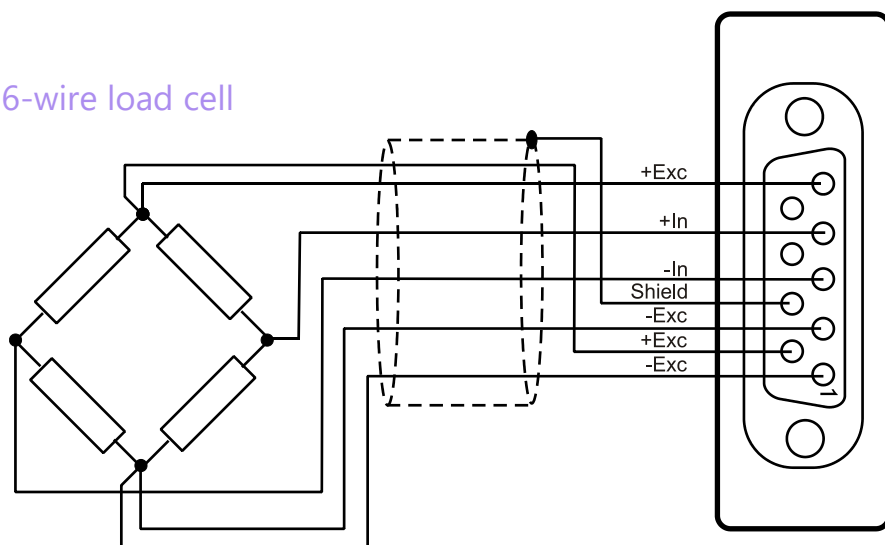 6-wire load cell
+Exc
+In
-In
Shield
-Exc
+Exc
-Exc
1